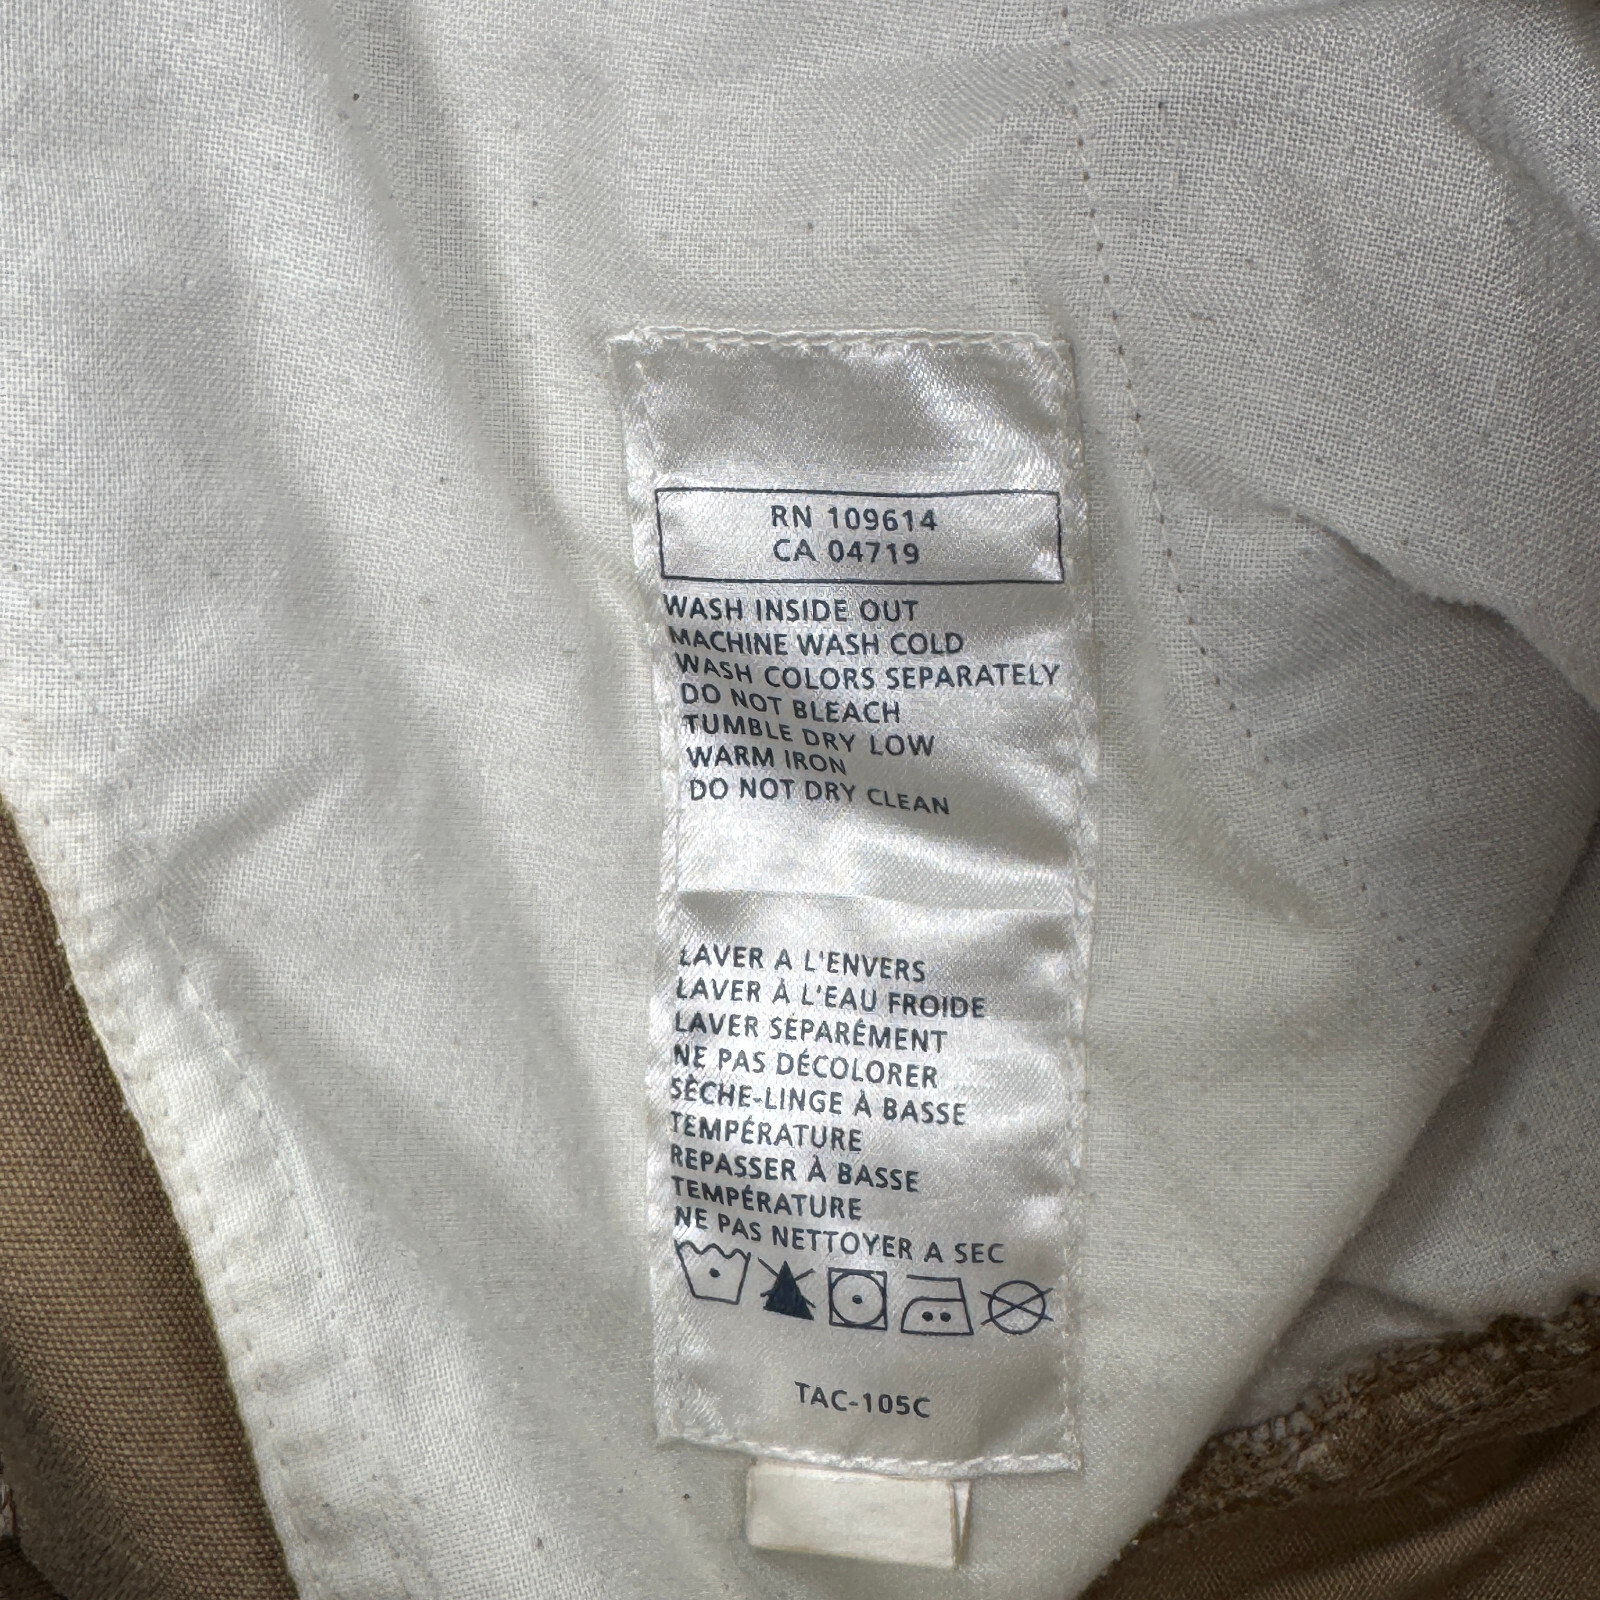 RN 109614
CA 04719
WASH INSIDE OUT
MACHINE WASH COLD
WASH COLORS SEPARATELY
DO NOT BLEACH
TUMBLE DRY LOW
WARM IRON
DO NOT DRY CLEAN
LAVER A L'ENVERS
LAVER À L'EAU FROIDE
LAVER SÉPARÉMENT
NE PAS DÉCOLORER
SÈCHE-LINGE À BASSE
TEMPÉRATURE
REPASSER À BASSE
TEMPÉRATURE
NE PAS NETTOYER A SEC
TAC-105C